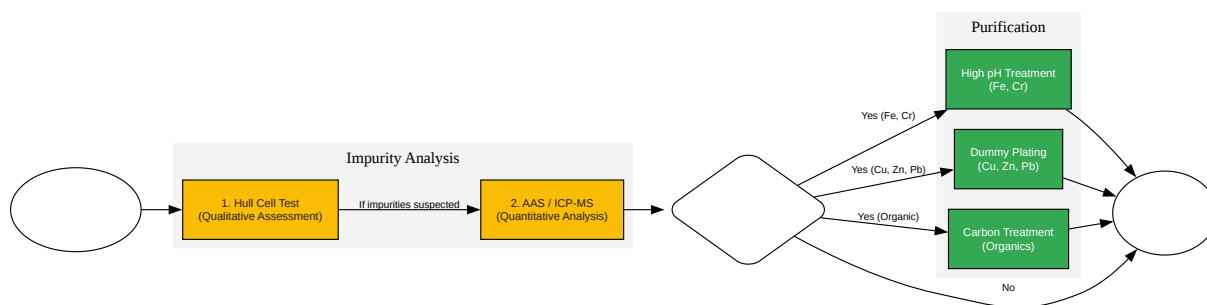 Impurity Analysis
1. Hull Cell Test
(Qualitative Assessment)
If impurities suspected
2. AAS / ICP-MS
(Quantitative Analysis)
Purification
Yes (Fe, Cr)
High pH Treatment
(Fe, Cr)
Yes (Cu, Zn, Pb)
Dummy Plating
(Cu, Zn, Pb)
Yes (Organic)
Carbon Treatment
(Organics)
No